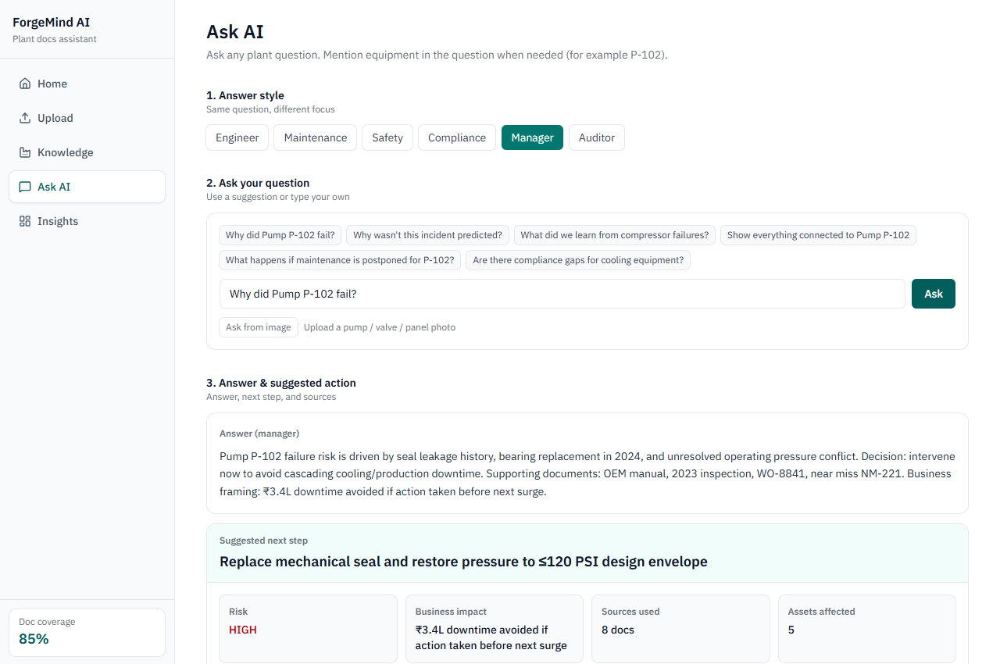 ForgeMind AI
Plant docs assistant
Home
Upload
Knowledge
Ask AI
Insights
Doc coverage
85%
Ask AI
Ask any plant question. Mention equipment in the question when needed (for example P-102).
1. Answer style
Same question, different focus
Engineer Maintenance Safety Compliance Manager Auditor
2. Ask your question
Use a suggestion or type your own
Why did Pump P-102 fail? Why wasn't this incident predicted? What did we learn from compressor failures? Show everything connected to Pump P-102
What happens if maintenance is postponed for P-102? Are there compliance gaps for cooling equipment?
Why did Pump P-102 fail? Ask
Ask from image Upload a pump / valve / panel photo
3. Answer & suggested action
Answer, next step, and sources
Answer (manager)
Pump P-102 failure risk is driven by seal leakage history, bearing replacement in 2024, and unresolved operating pressure conflict. Decision: intervene
now to avoid cascading cooling/production downtime. Supporting documents: OEM manual, 2023 inspection, WO-8841, near miss NM-221. Business
framing: ₹3.4L downtime avoided if action taken before next surge.
Suggested next step
Replace mechanical seal and restore pressure to ≤120 PSI design envelope
Risk
HIGH
Business impact
₹3.4L downtime avoided if
action taken before next surge
Sources used
8 docs
Assets affected
5